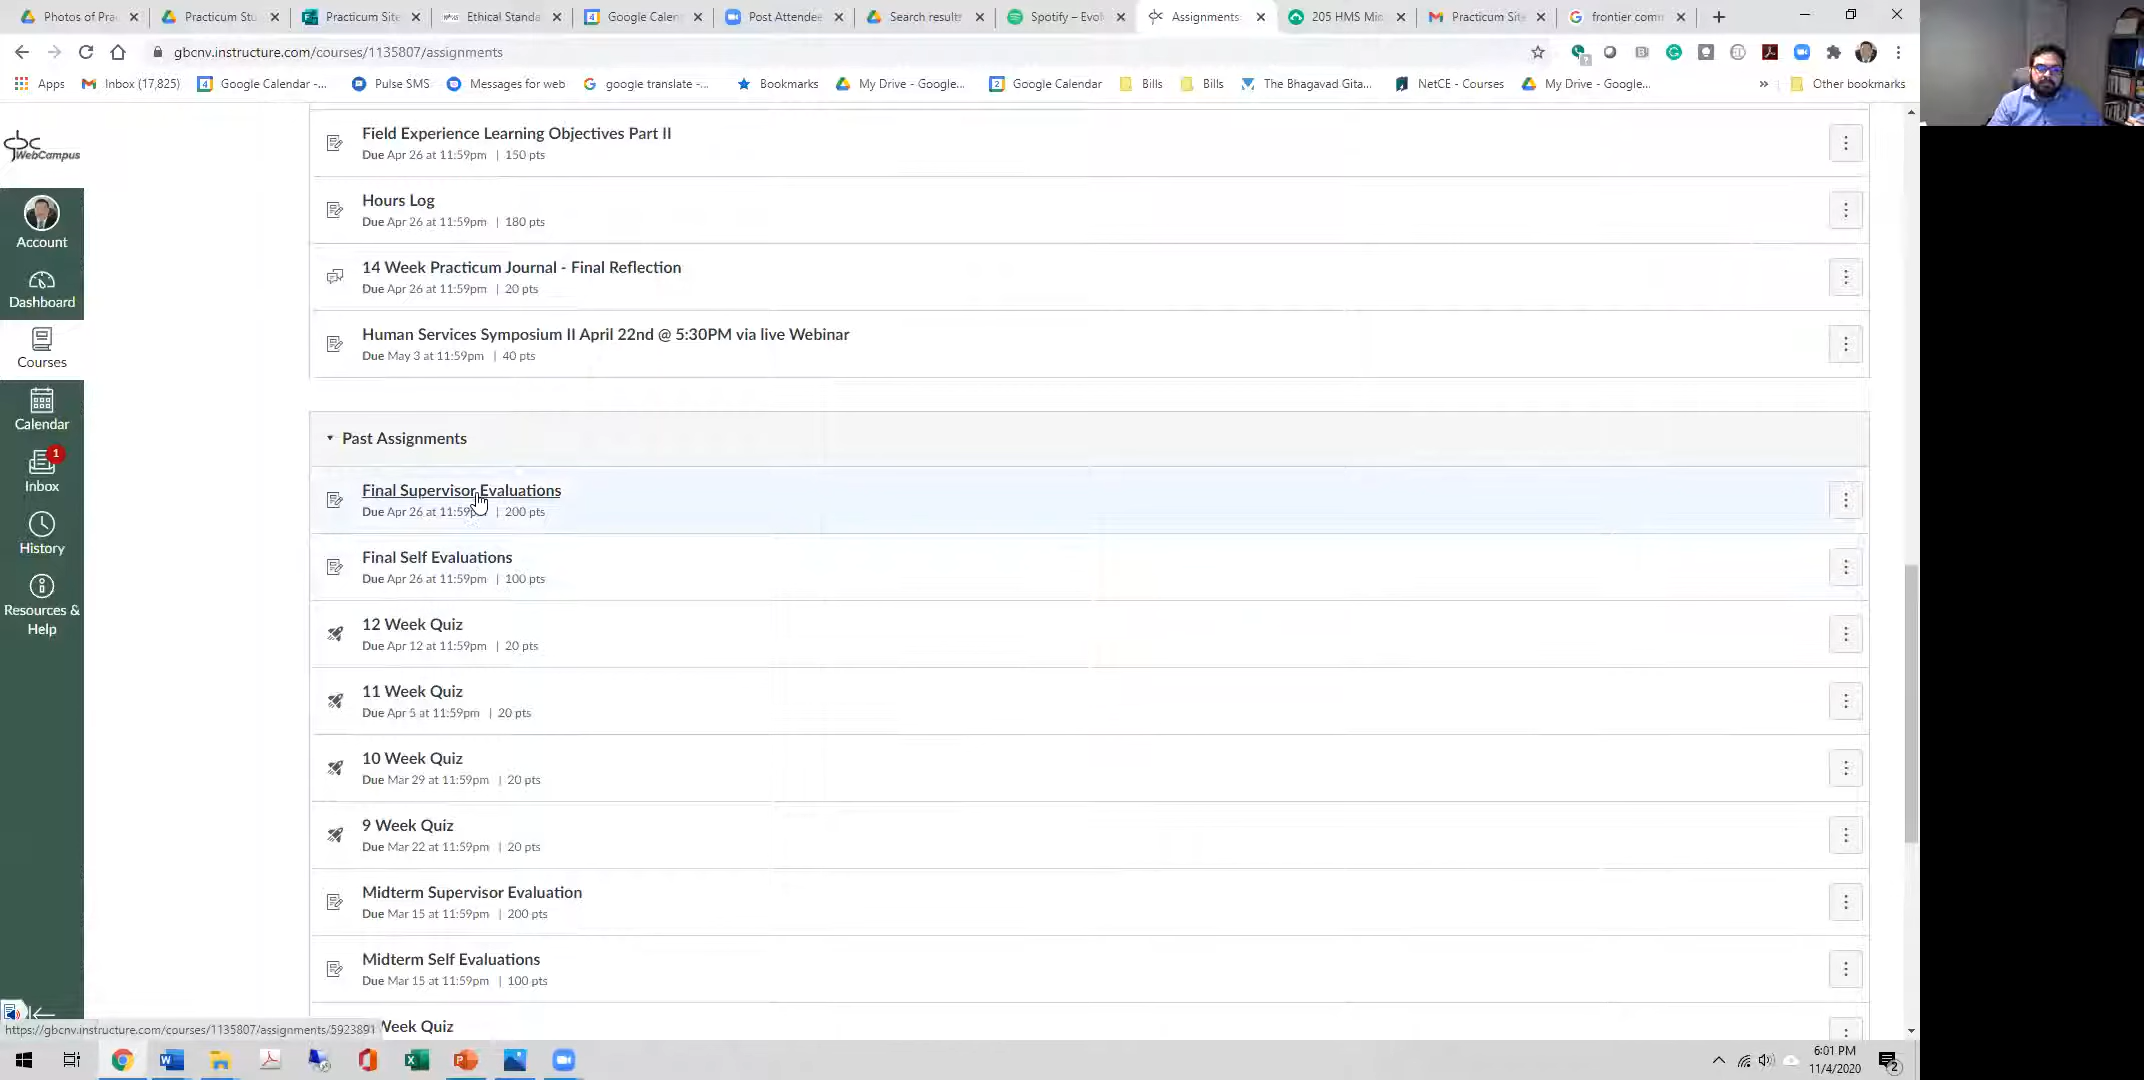 Photos of Pra
Practicum Stu
Practicum Site
Ethical Standa
Google Calen
Post Attendee
Search results
Spotify – Evol
Assignments:
205 HMS Mic
Practicum Site
frontier comm
gbcnv.instructure.com/courses/1135807/assignments
Apps
Inbox (17,825)
Google Calendar -...
Pulse SMS
Messages for web
google translate -...
Bookmarks
My Drive - Google...
Google Calendar
Bills
Bills
The Bhagavad Gita...
NetCE - Courses
My Drive - Google...
»
Other bookmarks
gbc
WebCampus
Account
Dashboard
Courses
Calendar
1
Inbox
History
Resources &
Help
Field Experience Learning Objectives Part II
Due Apr 26 at 11:59pm | 150 pts
Hours Log
Due Apr 26 at 11:59pm | 180 pts
14 Week Practicum Journal - Final Reflection
Due Apr 26 at 11:59pm | 20 pts
Human Services Symposium II April 22nd @ 5:30PM via live Webinar
Due May 3 at 11:59pm | 40 pts
Past Assignments
Final Supervisor Evaluations
Due Apr 26 at 11:59pm | 200 pts
Final Self Evaluations
Due Apr 26 at 11:59pm | 100 pts
12 Week Quiz
Due Apr 12 at 11:59pm | 20 pts
11 Week Quiz
Due Apr 5 at 11:59pm | 20 pts
10 Week Quiz
Due Mar 29 at 11:59pm | 20 pts
9 Week Quiz
Due Mar 22 at 11:59pm | 20 pts
Midterm Supervisor Evaluation
Due Mar 15 at 11:59pm | 200 pts
Midterm Self Evaluations
Due Mar 15 at 11:59pm | 100 pts
Week Quiz
https://gbcnv.instructure.com/courses/1135807/assignments/5923891
6:01 PM
11/4/2020
2